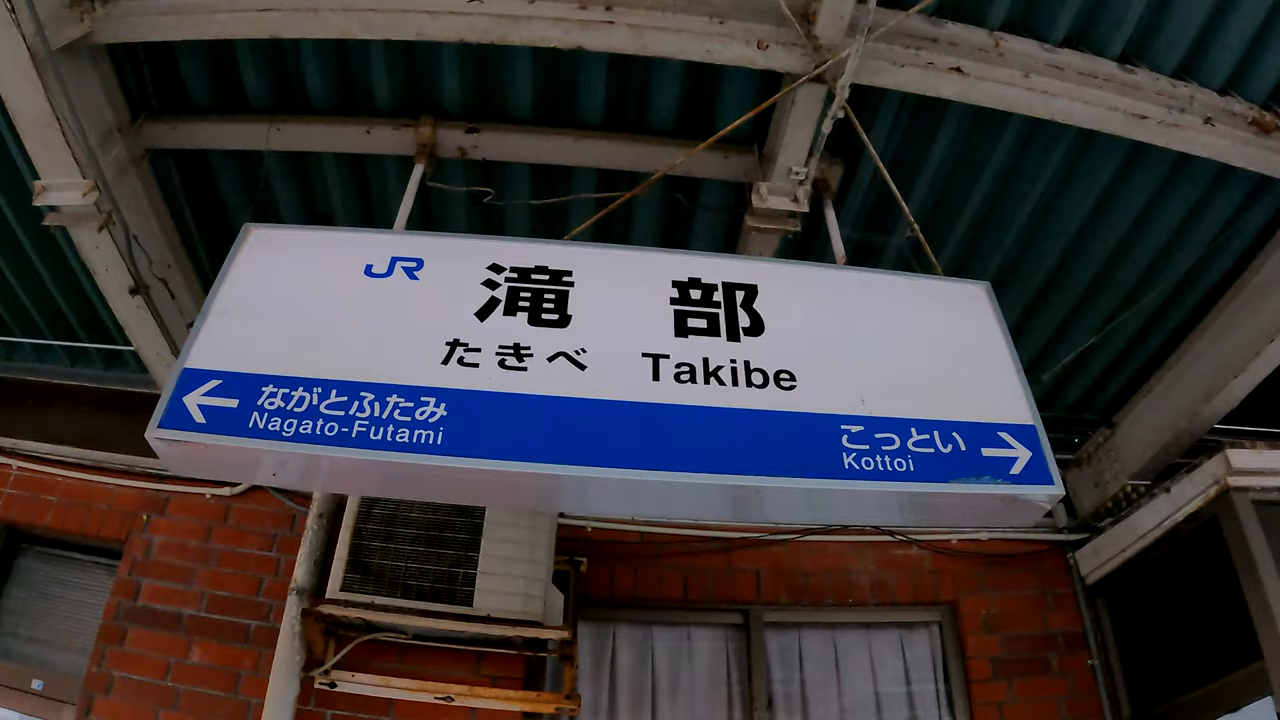 JR 滝部
たきべ Takibe
← ながとふたみ
Nagato-Futami
こっとい →
Kottoi